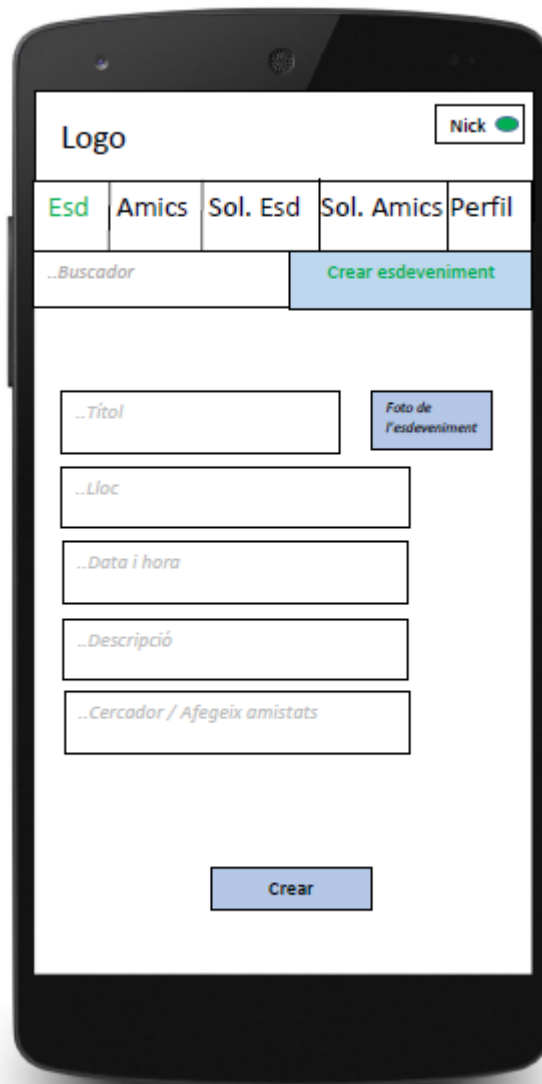 Logo
Nick
Esd Amics Sol. Esd Sol. Amics Perfil
..Buscador
Crear esdeveniment
..Títol
Foto de
l'esdeveniment
..Lloc
..Data i hora
..Descripció
..Cercador / Afegeix amistats
Crear